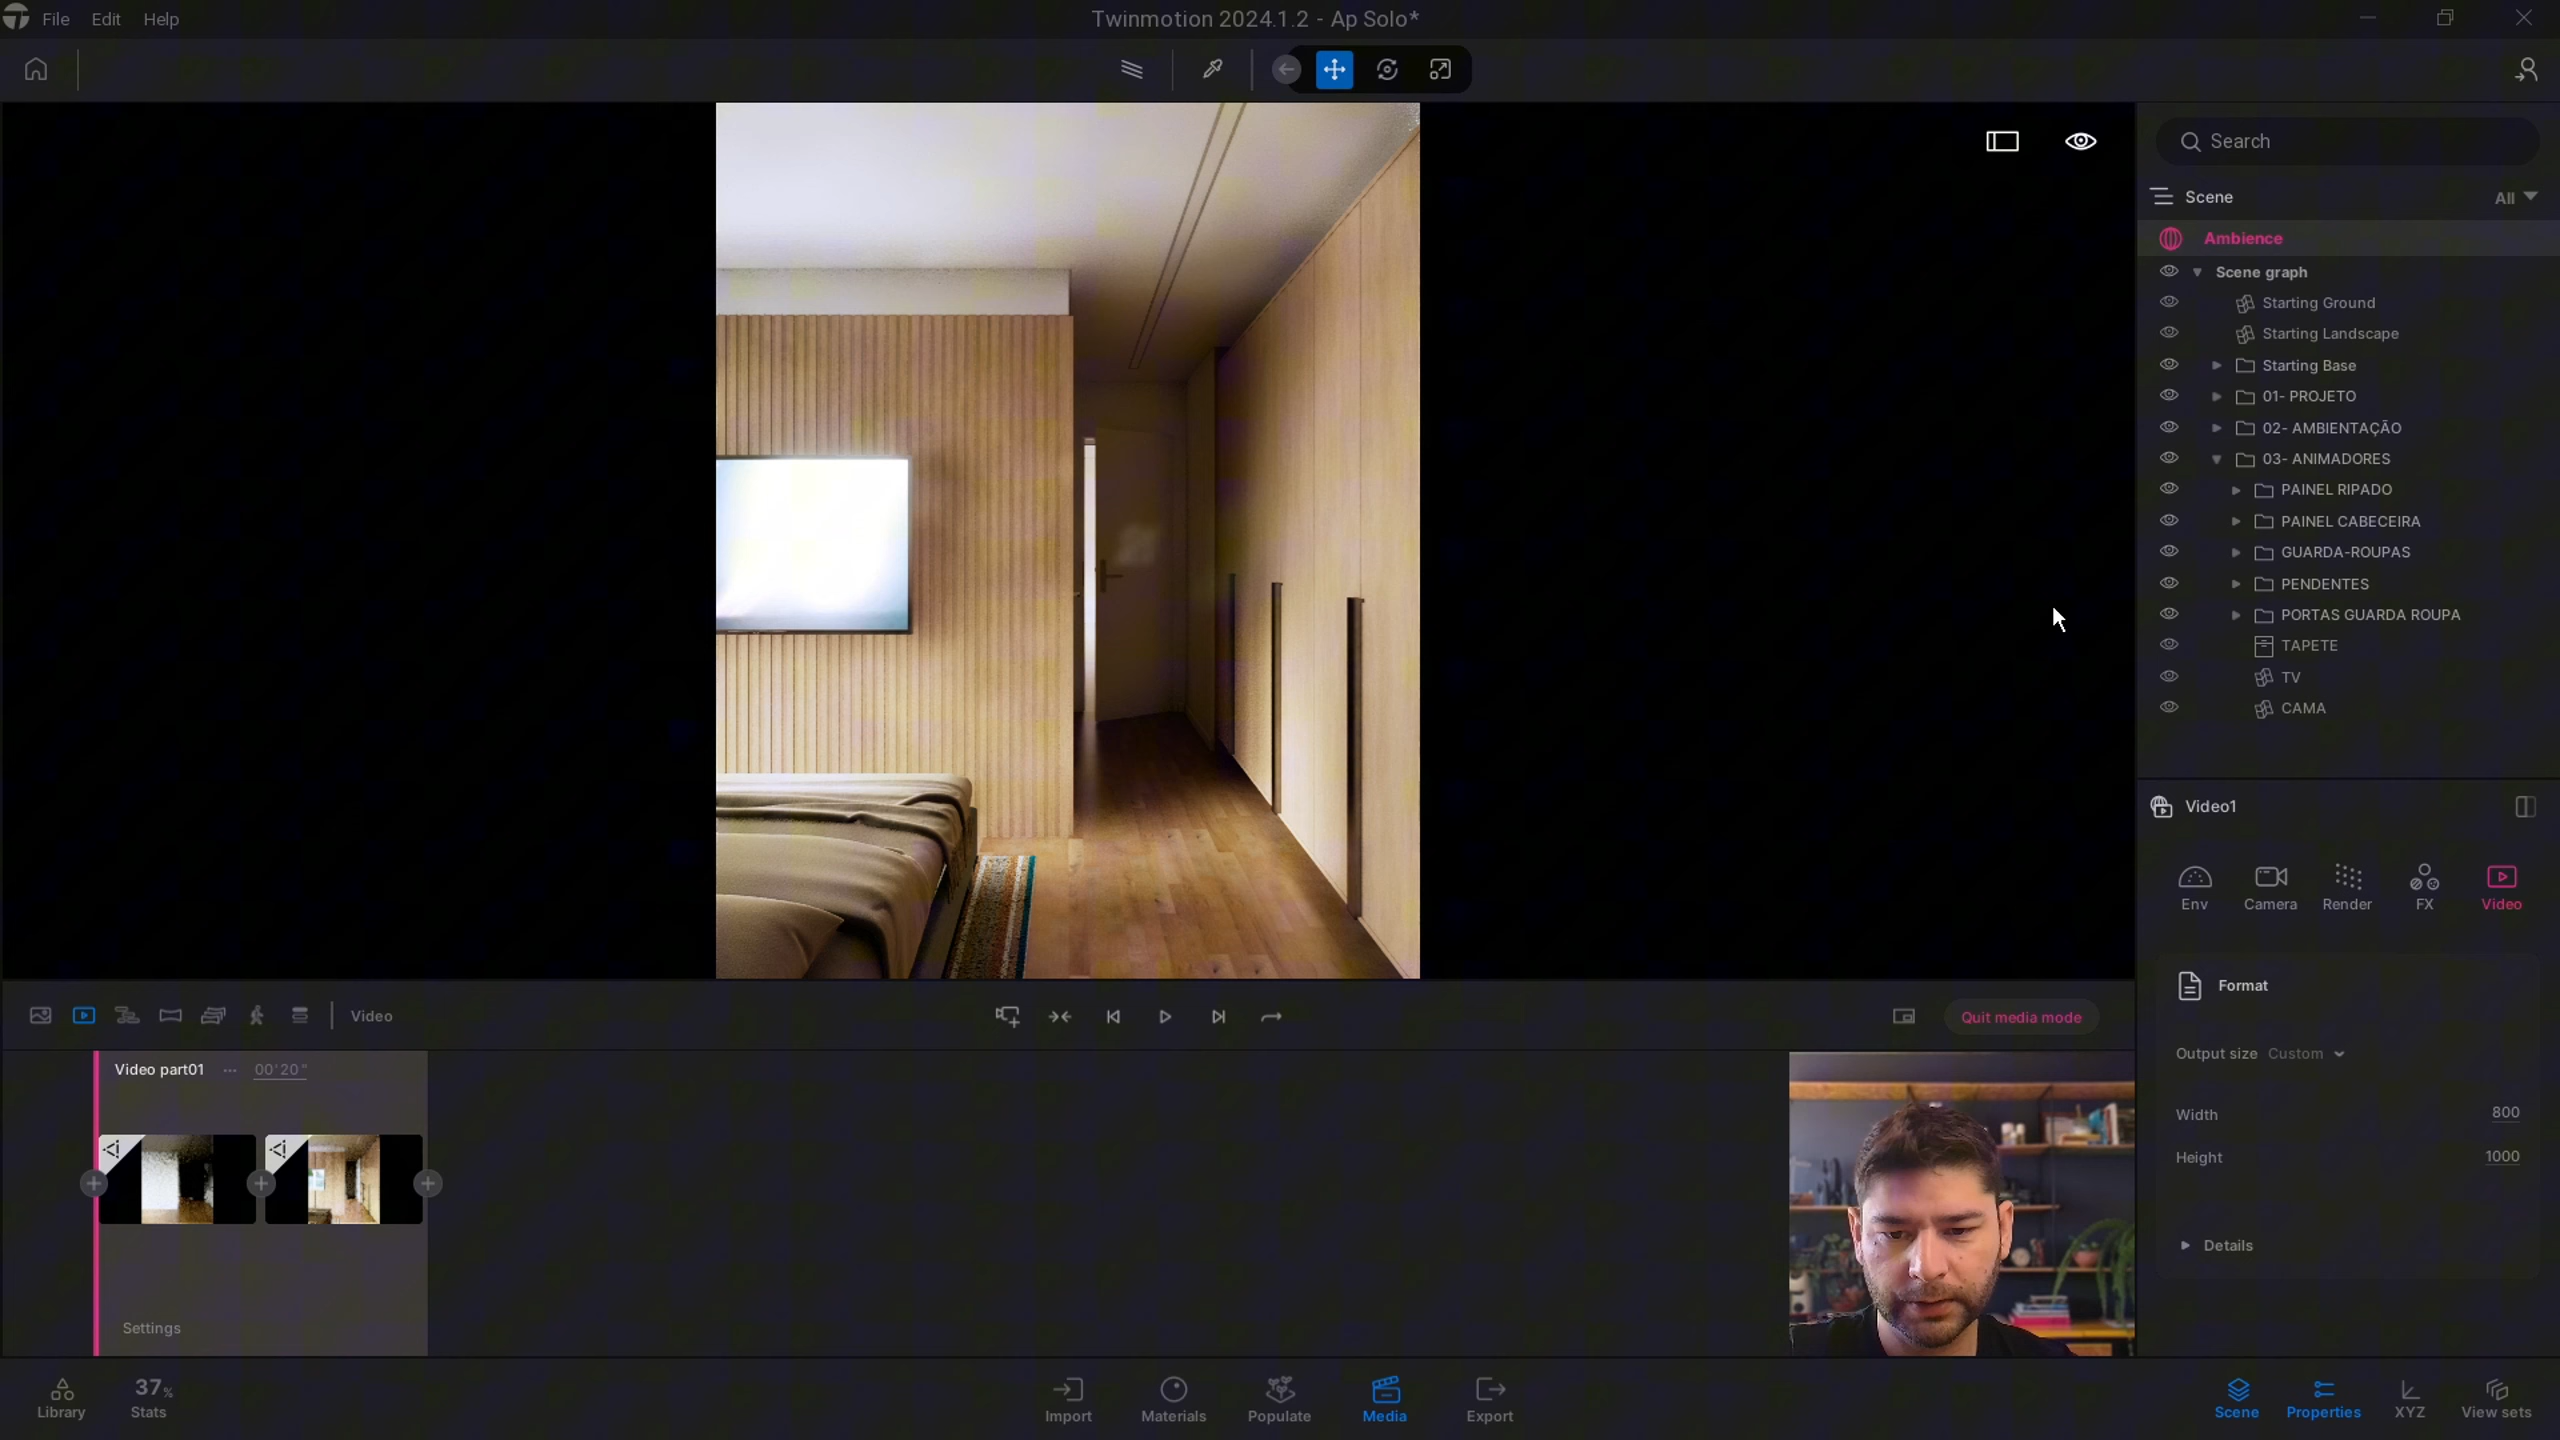 File Edit Help
Twinmotion 2024.1.2 - Ap Solo*
Search
Scene All
Ambience
Scene graph
Starting Ground
Starting Landscape
Starting Base
01- PROJETO
02- AMBIENTAÇÃO
03- ANIMADORES
PAINEL RIPADO
PAINEL CABECEIRA
GUARDA-ROUPAS
PENDENTES
PORTAS GUARDA ROUPA
TAPETE
TV
CAMA
Video1
Env Camera Render FX Video
Format
Output size Custom
Width 800
Height 1000
Details
Video
Quit media mode
Video part01 ... 00'20"
Settings
37%
Library Stats
Import Materials Populate Media Export
Scene Properties XYZ View sets